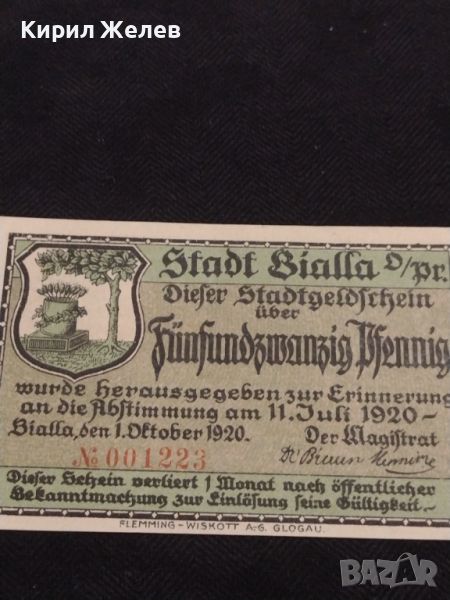 Кирил Желев
Stadt Bialla O/pr.
Dieser Stadtgeldschein
über
Fünfundzwanzig Pfennig
wurde herausgegeben zur Erinnerung
an die Abstimmung am 11. Juli 1920 –
Bialla, den 1. Oktober 1920. Der Magistrat
№ 001223
Dieser Schein verliert 1 Monat nach öffentlicher
Bekanntmachung zur Einlösung seine Gültigkeit –
FLEMMING – WISKOTT A.-G. GLOGAU.
BAZAR
bg